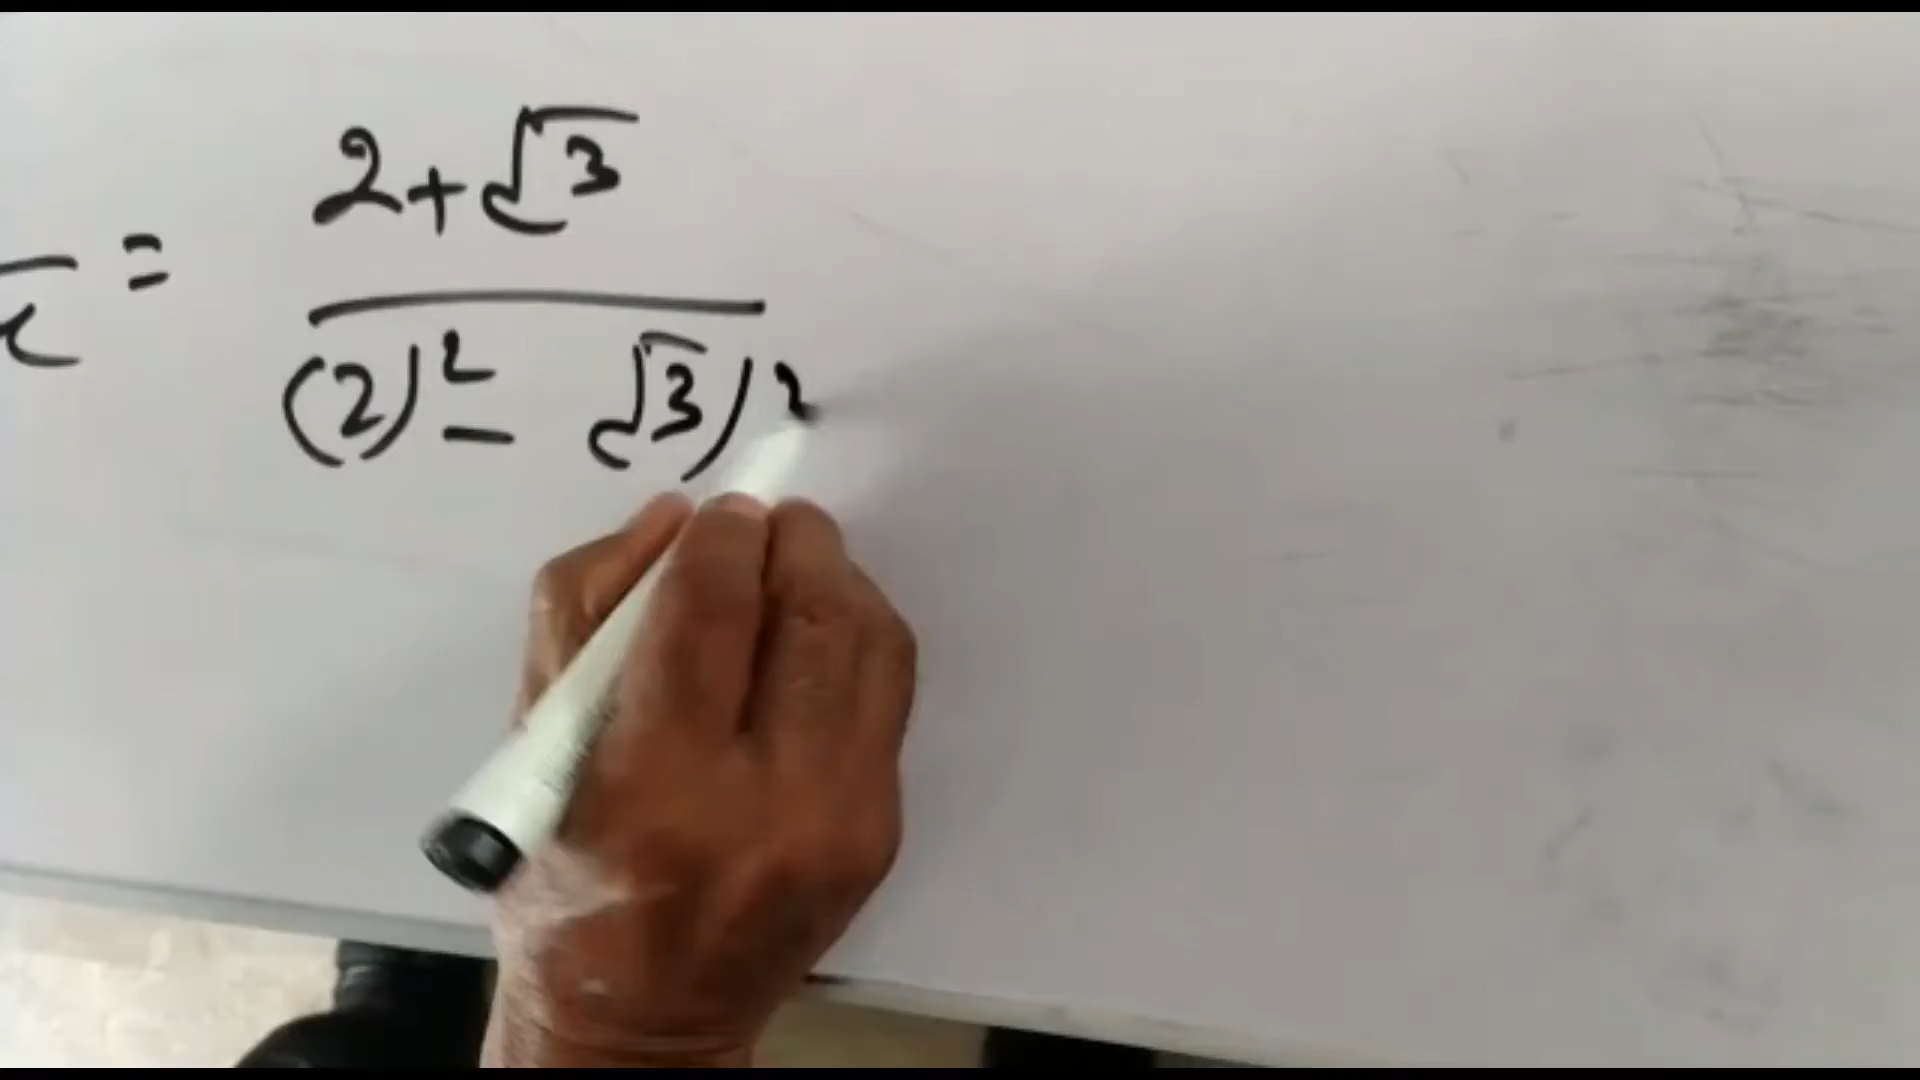 2+√3
x =
(2)² - √3)²